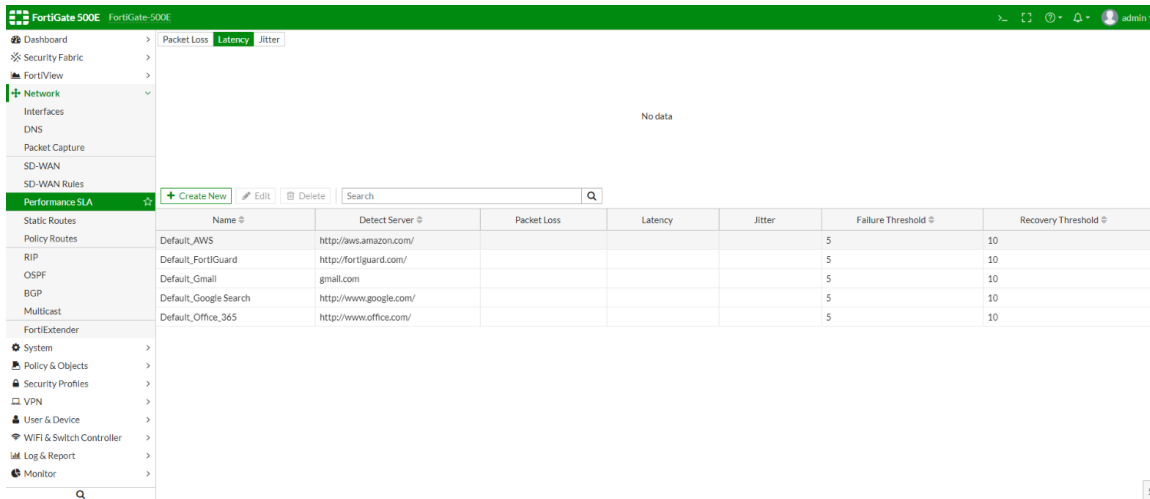 FortiGate 500E FortiGate-500E
admin
Dashboard
Security Fabric
FortiView
Network
Interfaces
DNS
Packet Capture
SD-WAN
SD-WAN Rules
Performance SLA
Static Routes
Policy Routes
RIP
OSPF
BGP
Multicast
FortiExtender
System
Policy & Objects
Security Profiles
VPN
User & Device
WiFi & Switch Controller
Log & Report
Monitor
Packet Loss Latency Jitter
No data
+ Create New Edit Delete Search
Name Detect Server Packet Loss Latency Jitter Failure Threshold Recovery Threshold
Default_AWS http://aws.amazon.com/ 5 10
Default_FortiGuard http://fortiguard.com/ 5 10
Default_Gmail gmail.com 5 10
Default_Google Search http://www.google.com/ 5 10
Default_Office_365 http://www.office.com/ 5 10